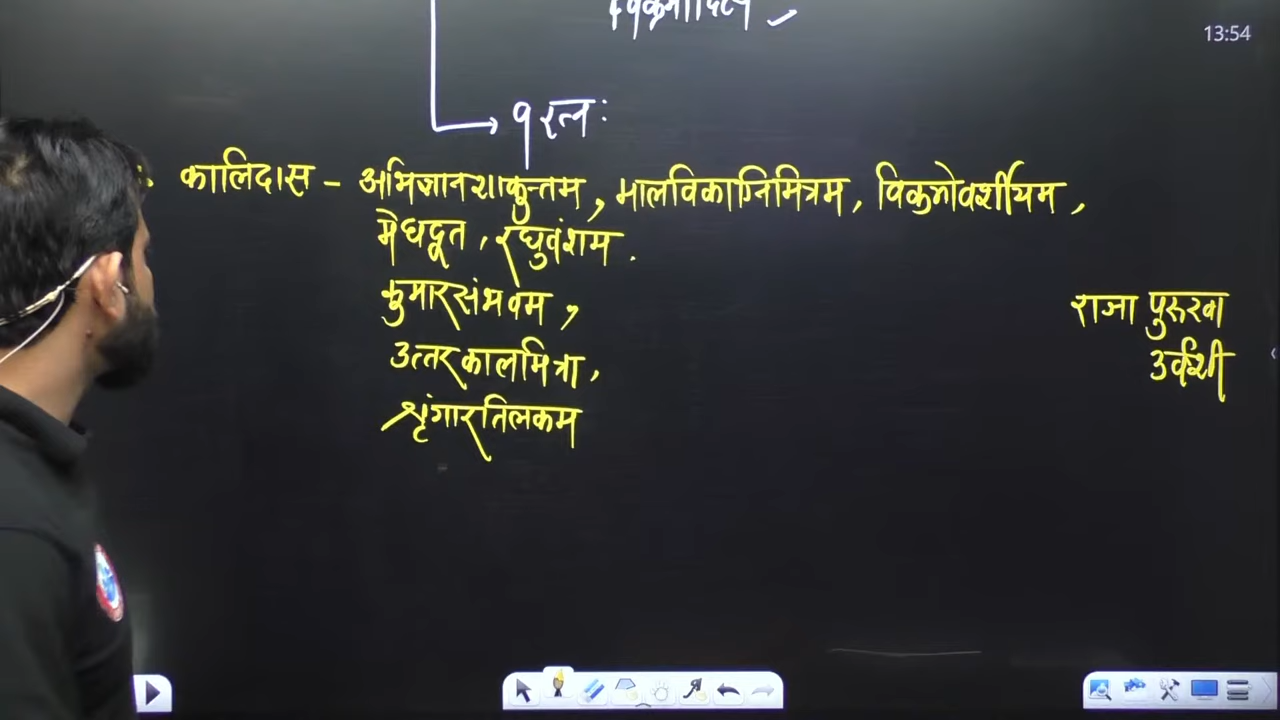 विक्रमादित्य
13:54
9 रत्न :
: कालिदास - अभिज्ञानशाकुन्तम, मालविकाग्निमित्रम, विक्रमोवर्शीयम,
मेघदूत, रघुवंशम.
कुमारसंभवम,
राजा पुरुरवा
उत्तरकालमित्रा,
उर्वशी
श्रृंगारतिलकम